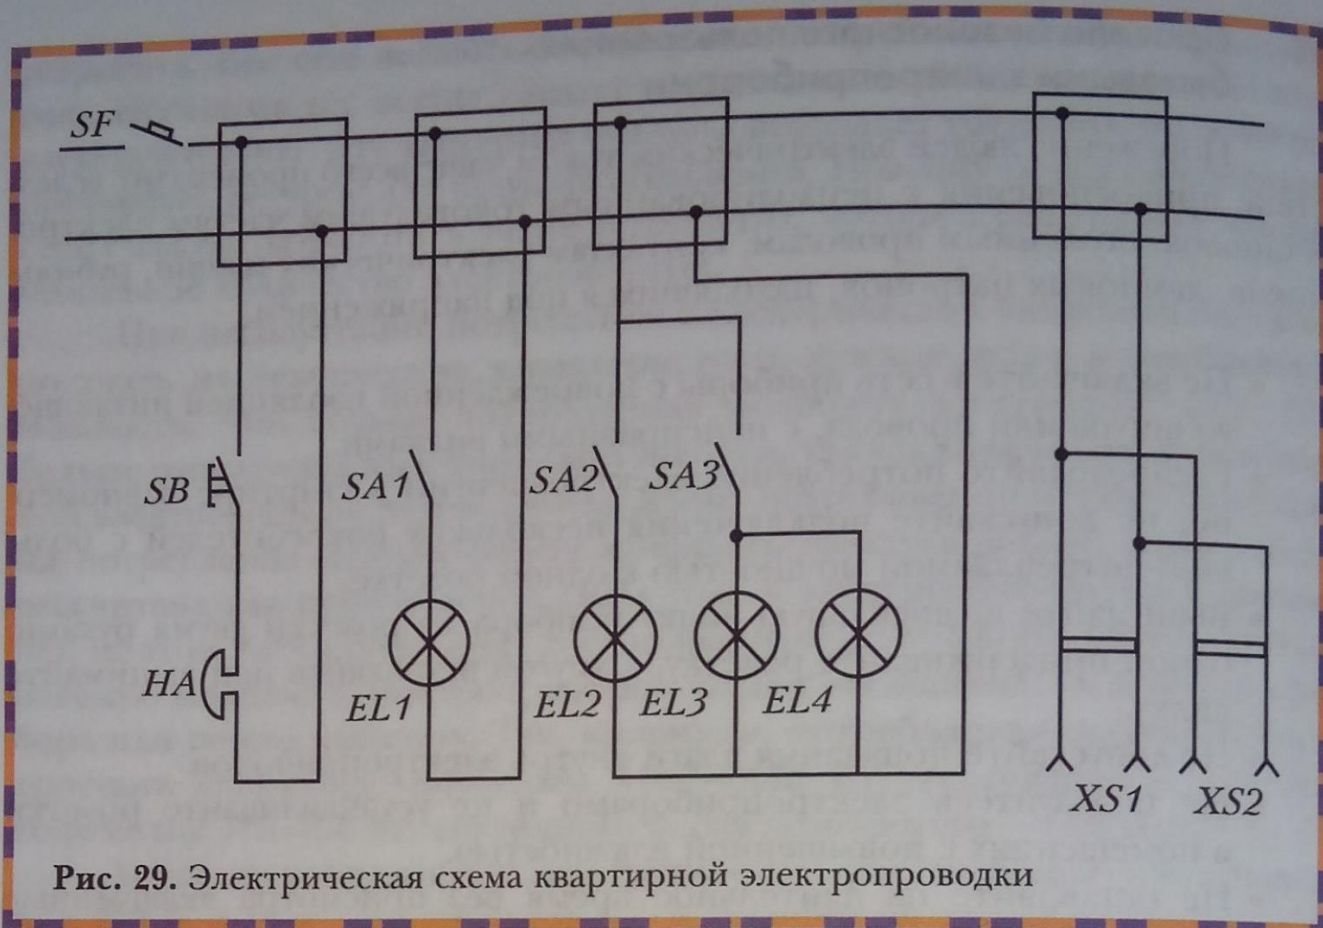 SF
SB
SA1
SA2
SA3
HA
EL1
EL2
EL3
EL4
XS1
XS2
Рис. 29. Электрическая схема квартирной электропроводки